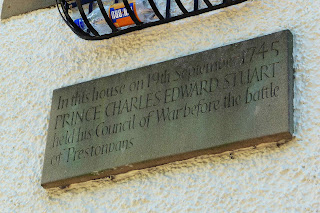 In this house on 19th September 1745
PRINCE CHARLES EDWARD STUART
held his Council of War before the battle
of Prestonpans